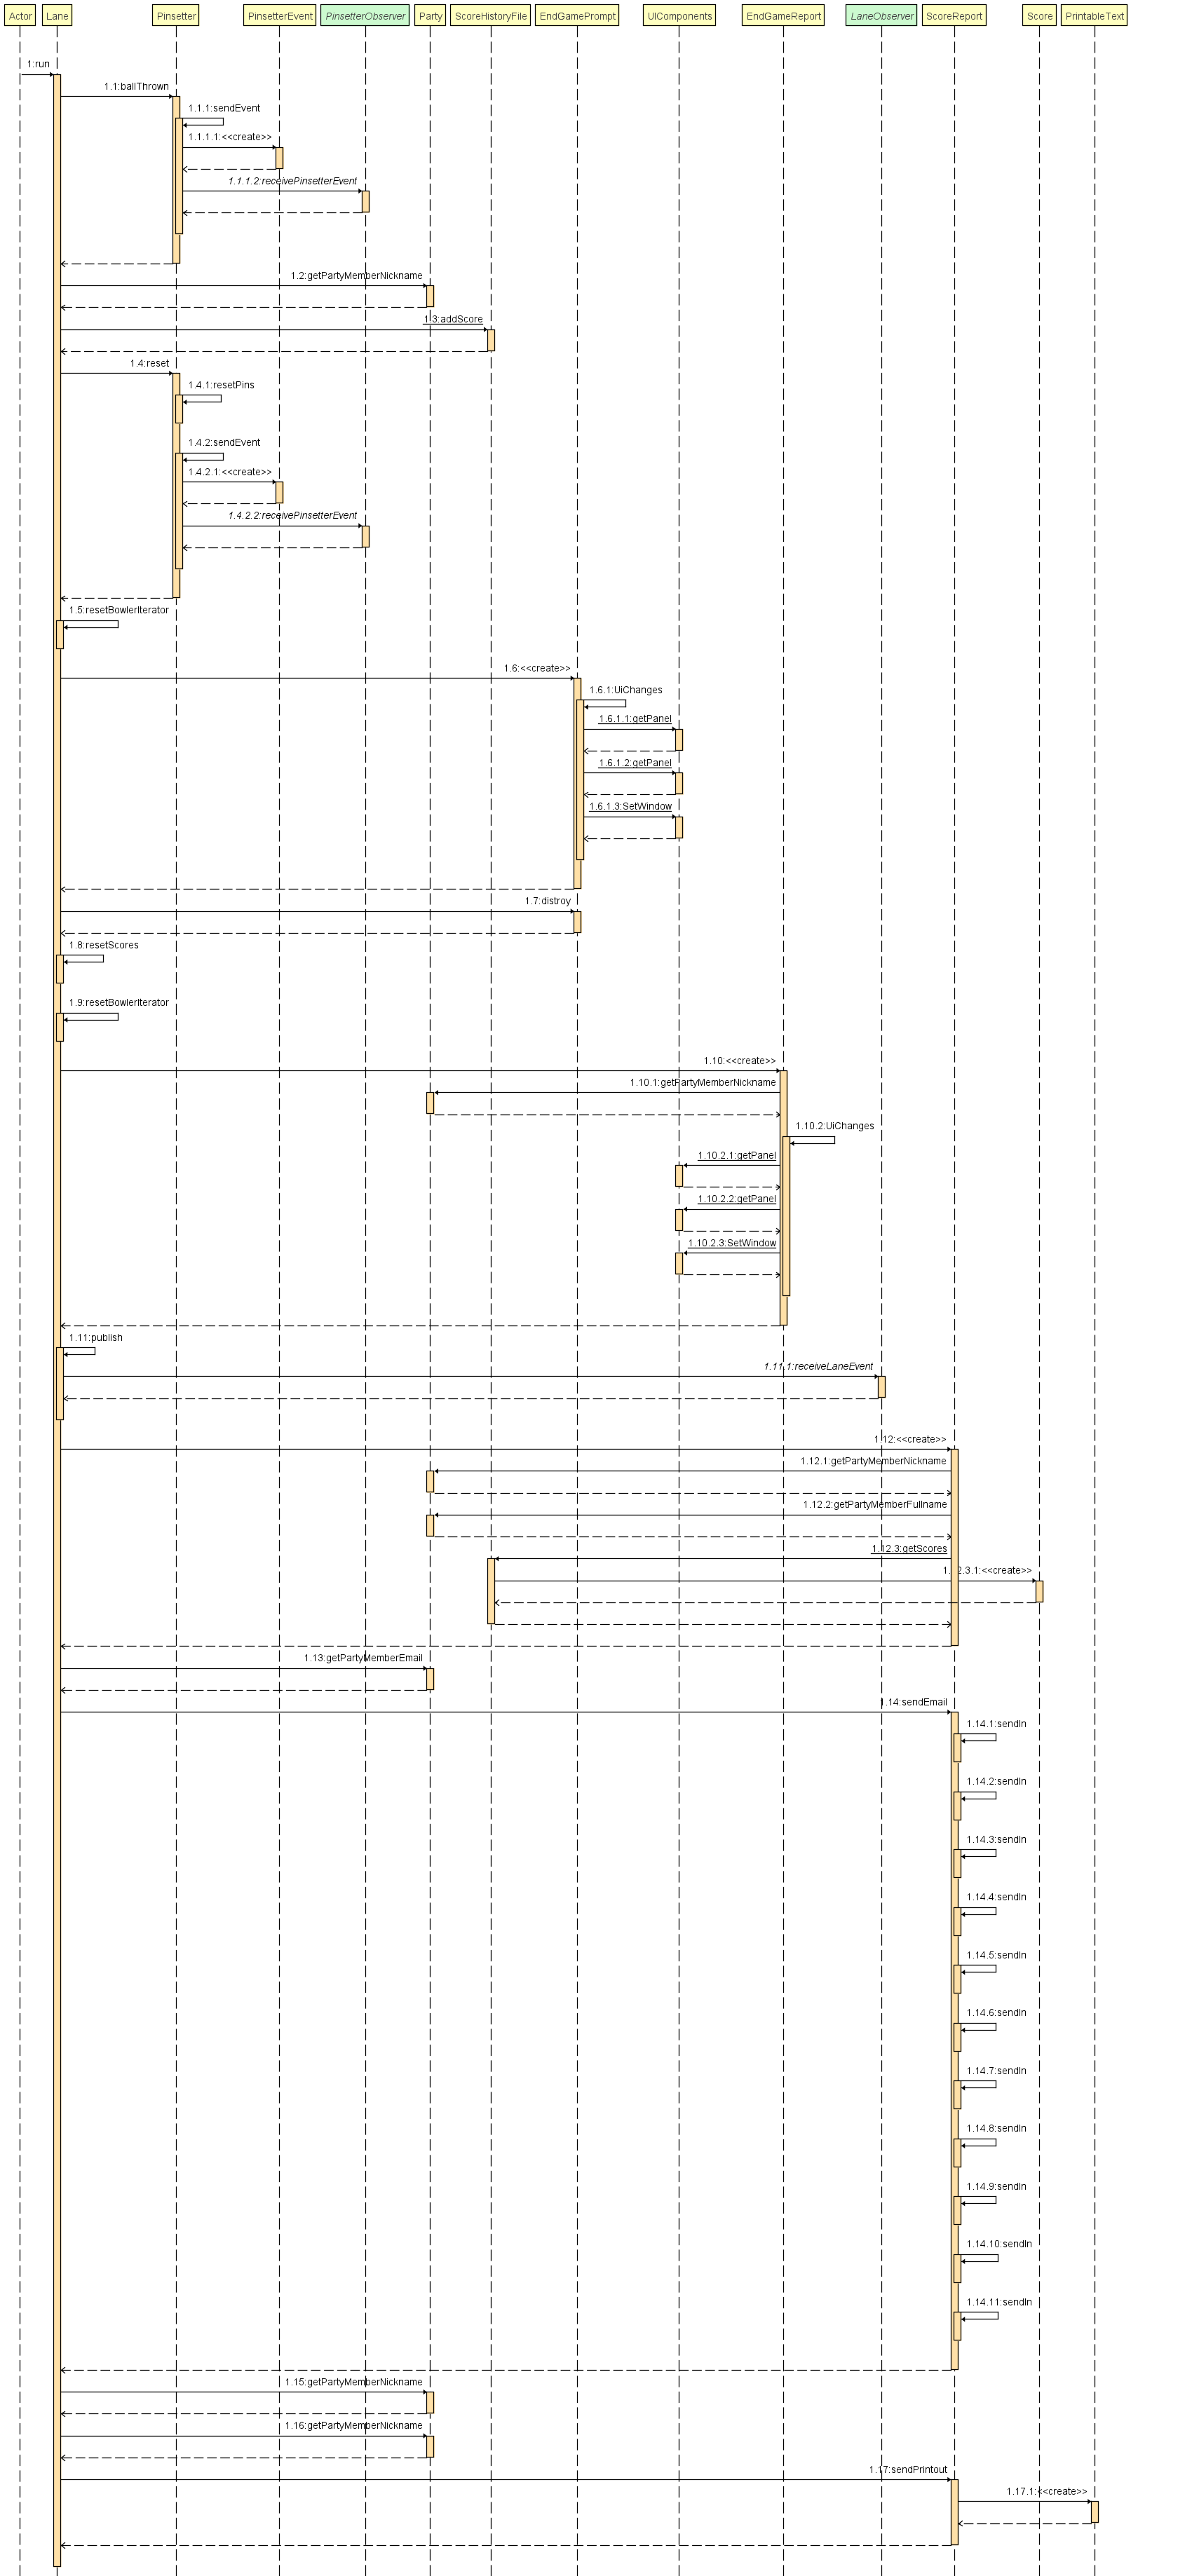 Actor Lane Pinsetter PinsetterEvent PinsetterObserver Party ScoreHistoryFile EndGamePrompt UIComponents EndGameReport LaneObserver ScoreReport Score PrintableText
1:run
1.1:ballThrown
1.1.1:sendEvent
1.1.1.1:<<create>>
1.1.1.2:receivePinsetterEvent
1.2:getPartyMemberNickname
1.3:addScore
1.4:reset
1.4.1:resetPins
1.4.2:sendEvent
1.4.2.1:<<create>>
1.4.2.2:receivePinsetterEvent
1.5:resetBowlerIterator
1.6:<<create>>
1.6.1:UiChanges
1.6.1.1:getPanel
1.6.1.2:getPanel
1.6.1.3:SetWindow
1.7:distroy
1.8:resetScores
1.9:resetBowlerIterator
1.10:<<create>>
1.10.1:getPartyMemberNickname
1.10.2:UiChanges
1.10.2.1:getPanel
1.10.2.2:getPanel
1.10.2.3:SetWindow
1.11:publish
1.11.1:receiveLaneEvent
1.12:<<create>>
1.12.1:getPartyMemberNickname
1.12.2:getPartyMemberFullname
1.12.3:getScores
1.12.3.1:<<create>>
1.13:getPartyMemberEmail
1.14:sendEmail
1.14.1:sendln
1.14.2:sendln
1.14.3:sendln
1.14.4:sendln
1.14.5:sendln
1.14.6:sendln
1.14.7:sendln
1.14.8:sendln
1.14.9:sendln
1.14.10:sendln
1.14.11:sendln
1.15:getPartyMemberNickname
1.16:getPartyMemberNickname
1.17:sendPrintout
1.17.1:<<create>>